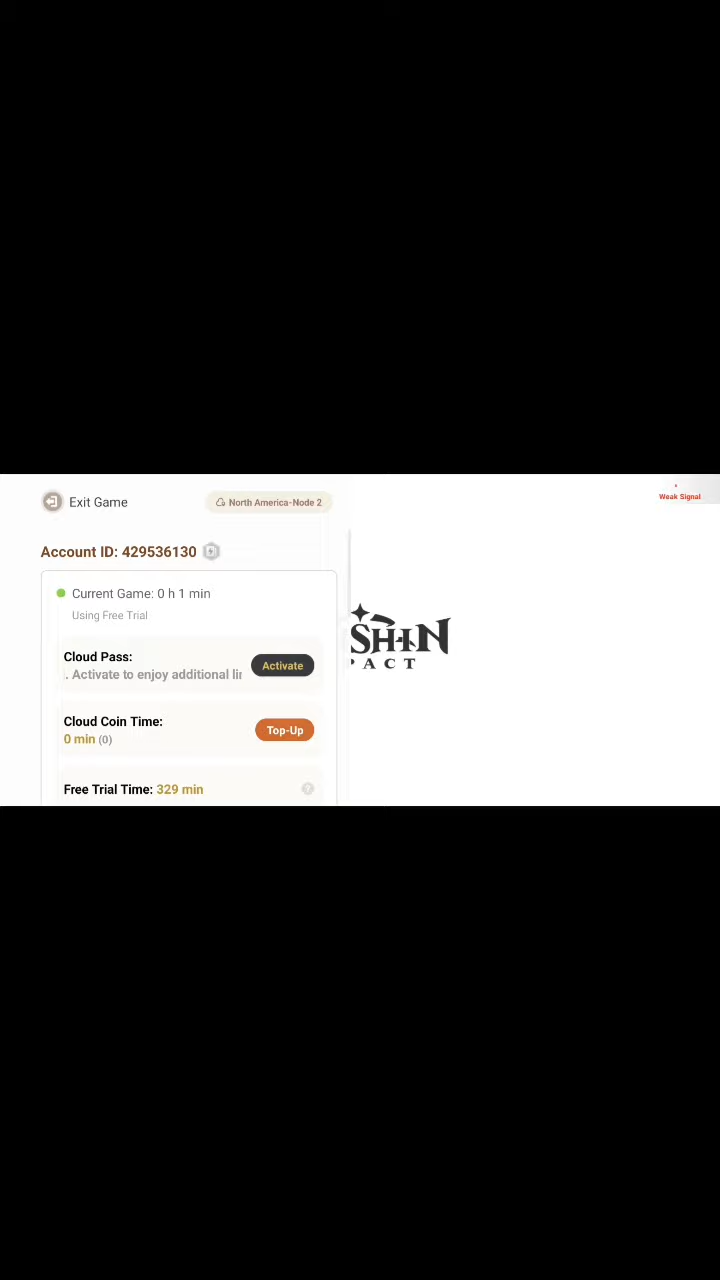 Exit Game
North America-Node 2
Weak Signal
Account ID: 429536130
Current Game: 0 h 1 min
Using Free Trial
SHIN
PACT
Cloud Pass:
. Activate to enjoy additional lir
Activate
Cloud Coin Time:
0 min (0)
Top-Up
Free Trial Time: 329 min
?